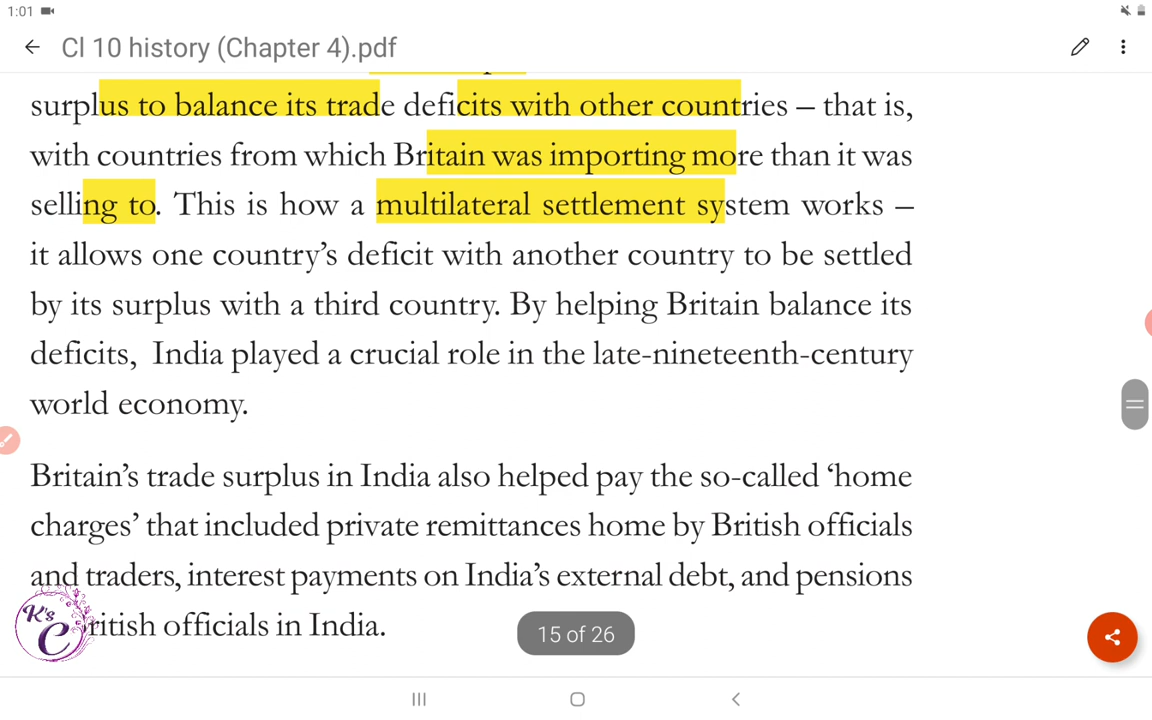 1:01
Cl 10 history (Chapter 4).pdf
surplus to balance its trade deficits with other countries – that is,
with countries from which Britain was importing more than it was
selling to. This is how a multilateral settlement system works –
it allows one country’s deficit with another country to be settled
by its surplus with a third country. By helping Britain balance its
deficits, India played a crucial role in the late-nineteenth-century
world economy.
Britain’s trade surplus in India also helped pay the so-called ‘home
charges’ that included private remittances home by British officials
and traders, interest payments on India’s external debt, and pensions
ritish officials in India.
K's
C
15 of 26